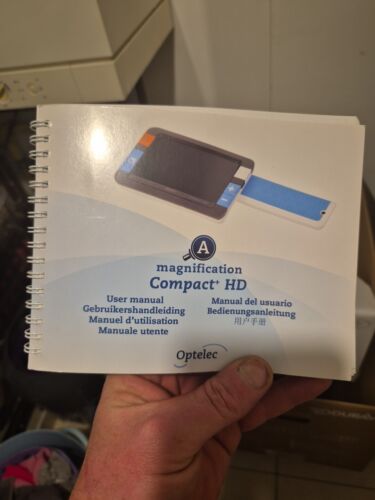 A
magnification
Compact⁺ HD
User manual
Gebruikershandleiding
Manuel d'utilisation
Manuale utente
Manual del usuario
Bedienungsanleitung
用户手册
Optelec